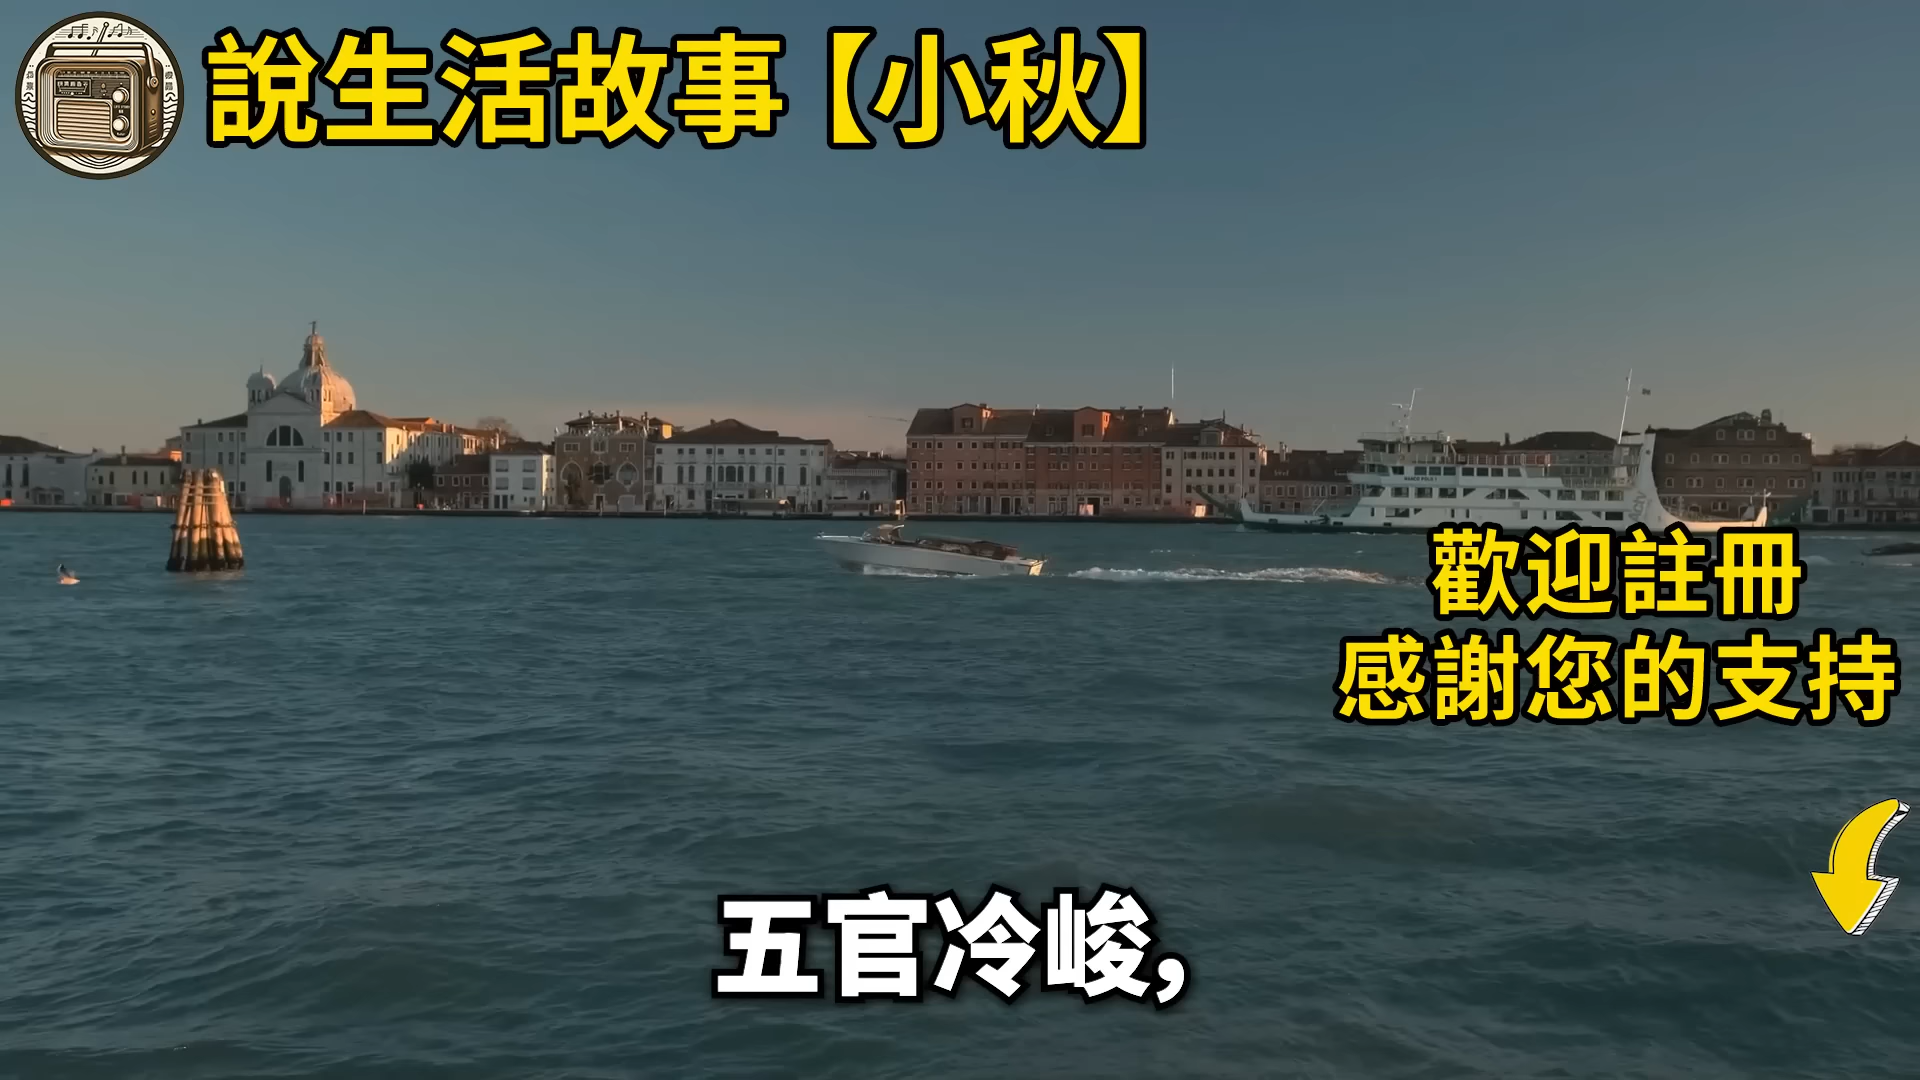 說生活故事【小秋】
歡迎註冊
感謝您的支持
五官冷峻,